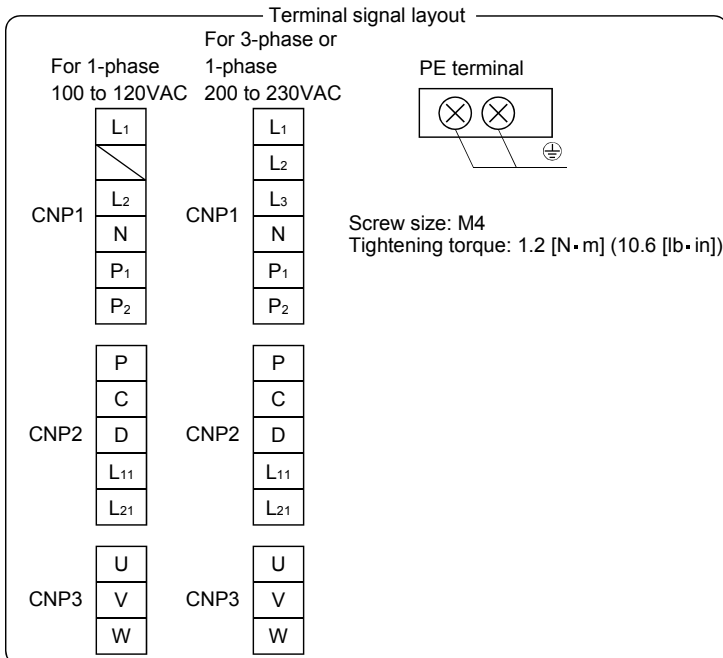 Terminal signal layout
For 1-phase
100 to 120VAC
For 3-phase or
1-phase
200 to 230VAC
CNP1
L1
L2
N
P1
P2
CNP1
L1
L2
L3
N
P1
P2
CNP2
P
C
D
L11
L21
CNP2
P
C
D
L11
L21
CNP3
U
V
W
CNP3
U
V
W
PE terminal
Screw size: M4
Tightening torque: 1.2 [N▪m] (10.6 [lb▪in])